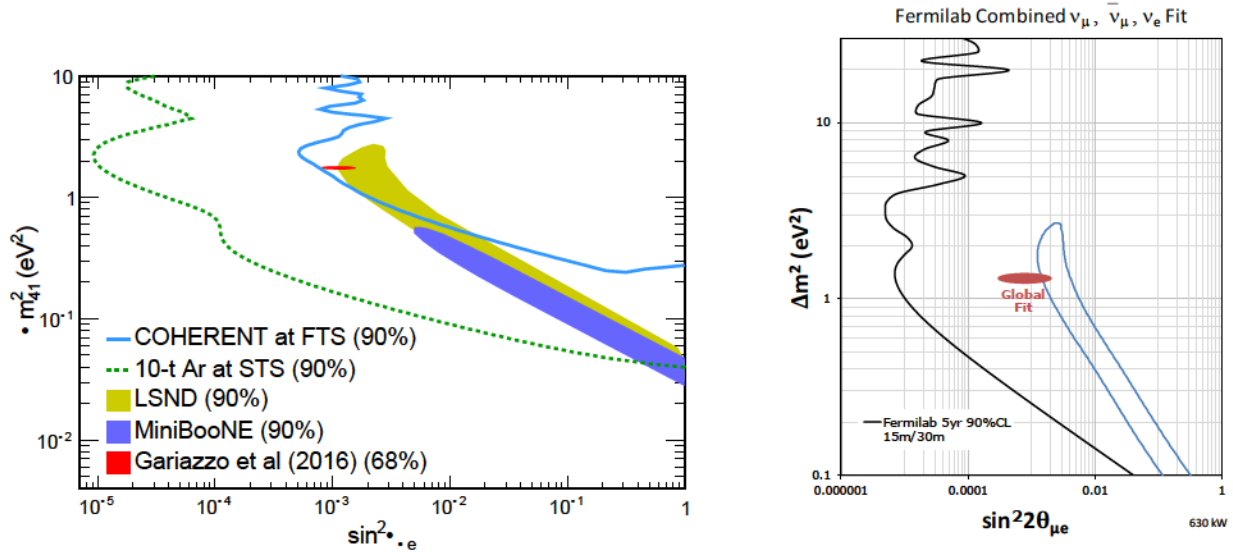 10
1
10⁻¹
10⁻²
• m²₄₁ (eV²)
COHERENT at FTS (90%)
10-t Ar at STS (90%)
LSND (90%)
MiniBooNE (90%)
Gariazzo et al (2016) (68%)
10⁻⁵ 10⁻⁴ 10⁻³ 10⁻² 10⁻¹ 1
sin²• • e
Fermilab Combined νμ, ν̄μ, νe Fit
10
1
0.1
Δm² (eV²)
Global
Fit
Fermilab 5yr 90%CL
15m/30m
0.000001 0.0001 0.01 1
sin²2θμe
630 kW